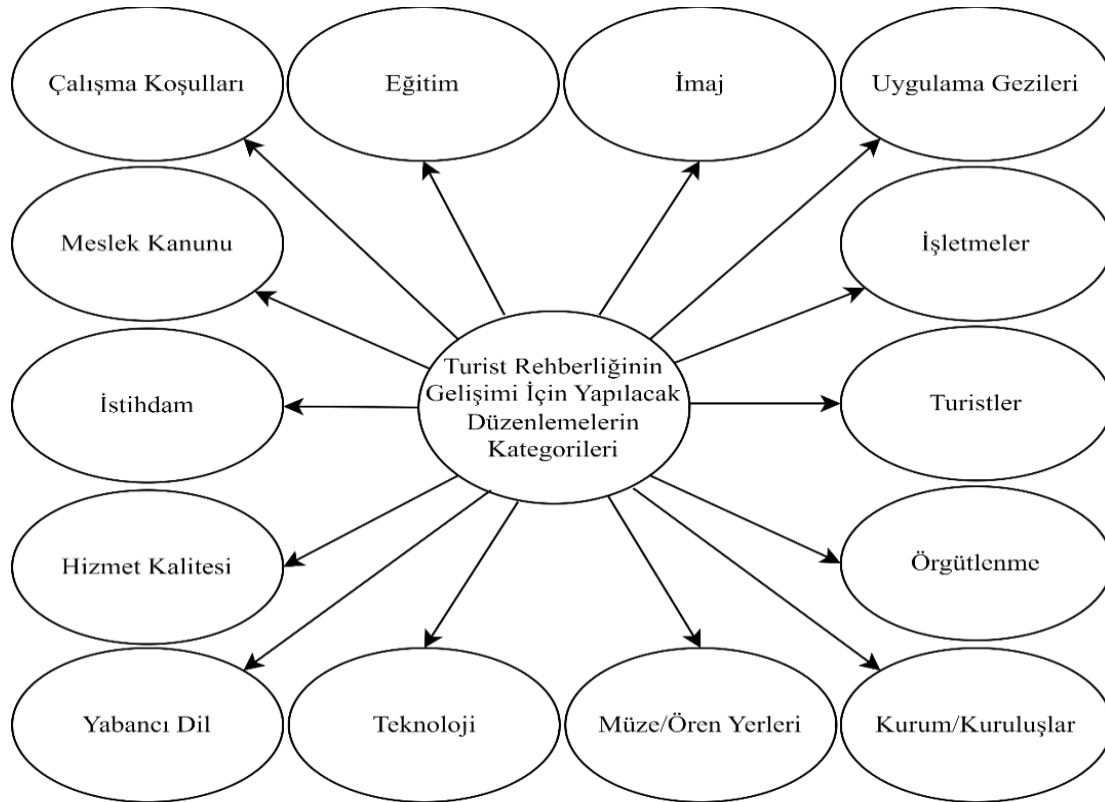 Çalışma Koşulları
Eğitim
İmaj
Uygulama Gezileri
Meslek Kanunu
İşletmeler
Turist Rehberliğinin
Gelişimi İçin Yapılacak
Düzenlemelerin
Kategorileri
İstihdam
Turistler
Hizmet Kalitesi
Örgütlenme
Yabancı Dil
Teknoloji
Müze/Ören Yerleri
Kurum/Kuruluşlar